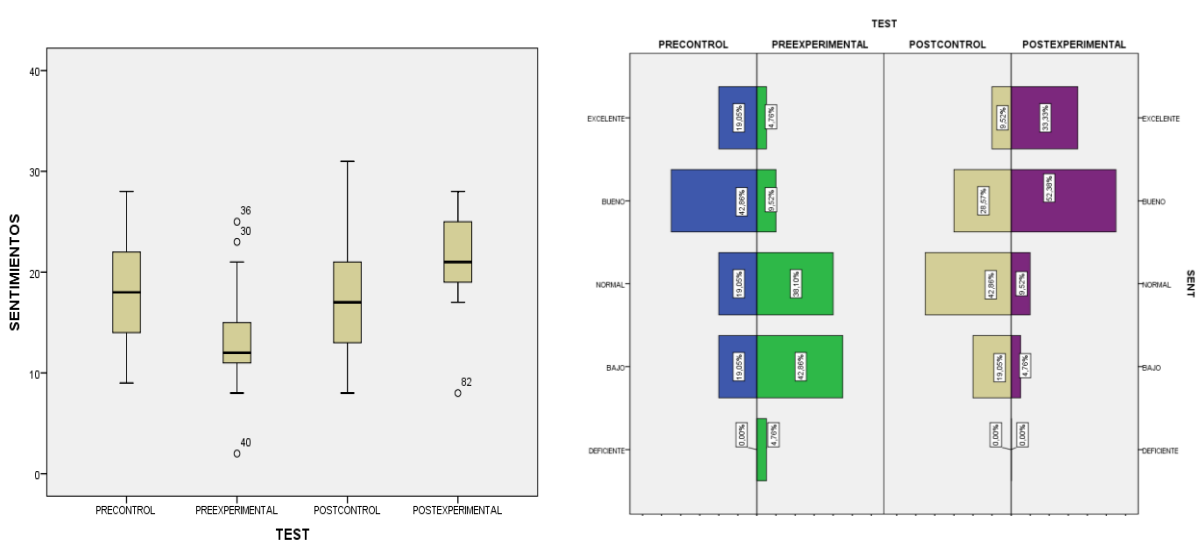 40
30
20
10
0
SENTIMIENTOS
36
30
40
82
PRECONTROL
PREEXPERIMENTAL
POSTCONTROL
POSTEXPERIMENTAL
TEST
TEST
PRECONTROL PREEXPERIMENTAL POSTCONTROL POSTEXPERIMENTAL
EXCELENTE 19,05% 4,76% 9,52% 33,33% EXCELENTE
BUENO 42,86% 9,52% 28,57% 52,38% BUENO
NORMAL 19,05% 38,10% 42,86% 9,52% NORMAL
BAJO 19,05% 42,86% 19,05% 4,76% BAJO
DEFICIENTE 0,00% 4,76% 0,00% 0,00% DEFICIENTE
SENT